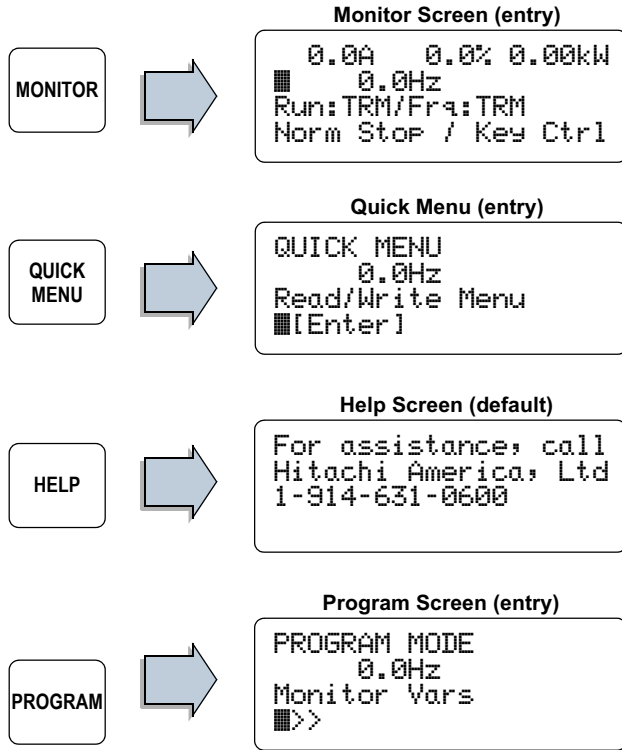 Monitor Screen (entry)
MONITOR
0.0A 0.0% 0.00kW
0.0Hz
Run:TRM/Frq:TRM
Norm Stop / Key Ctrl
Quick Menu (entry)
QUICK
MENU
QUICK MENU
0.0Hz
Read/Write Menu
[Enter]
Help Screen (default)
HELP
For assistance, call
Hitachi America, Ltd
1-914-631-0600
Program Screen (entry)
PROGRAM
PROGRAM MODE
0.0Hz
Monitor Vars
>>